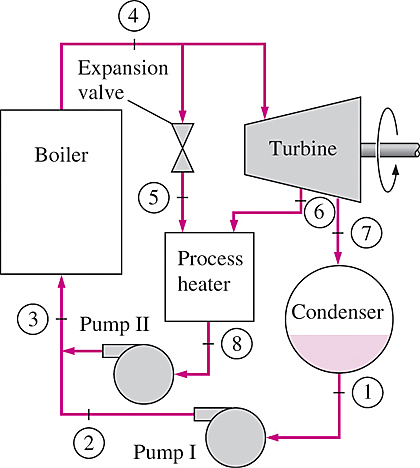 4
Expansion
valve
Boiler
Turbine
5
6
7
Process
heater
Condenser
3
Pump II
8
1
2
Pump I